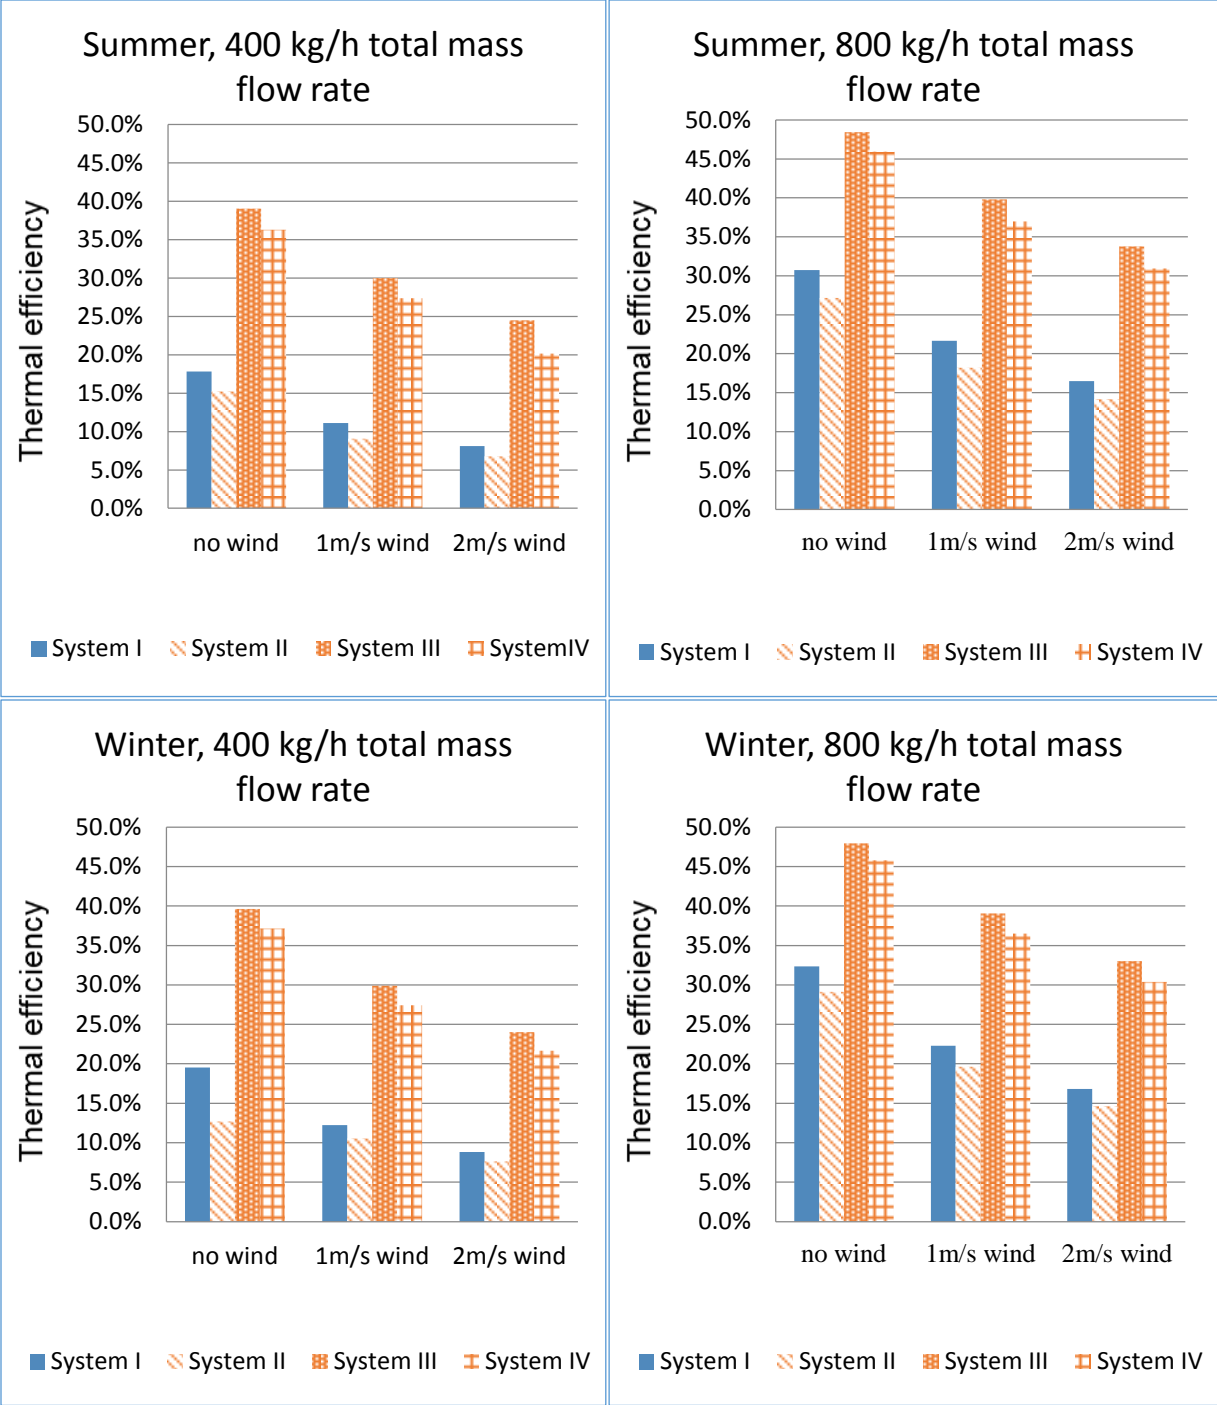 Summer, 400 kg/h total mass
flow rate
Thermal efficiency
50.0%
45.0%
40.0%
35.0%
30.0%
25.0%
20.0%
15.0%
10.0%
5.0%
0.0%
no wind 1m/s wind 2m/s wind
System I System II System III SystemIV
Summer, 800 kg/h total mass
flow rate
Thermal efficiency
50.0%
45.0%
40.0%
35.0%
30.0%
25.0%
20.0%
15.0%
10.0%
5.0%
0.0%
no wind 1m/s wind 2m/s wind
System I System II System III System IV
Winter, 400 kg/h total mass
flow rate
Thermal efficiency
50.0%
45.0%
40.0%
35.0%
30.0%
25.0%
20.0%
15.0%
10.0%
5.0%
0.0%
no wind 1m/s wind 2m/s wind
System I System II System III System IV
Winter, 800 kg/h total mass
flow rate
Thermal efficiency
50.0%
45.0%
40.0%
35.0%
30.0%
25.0%
20.0%
15.0%
10.0%
5.0%
0.0%
no wind 1m/s wind 2m/s wind
System I System II System III System IV